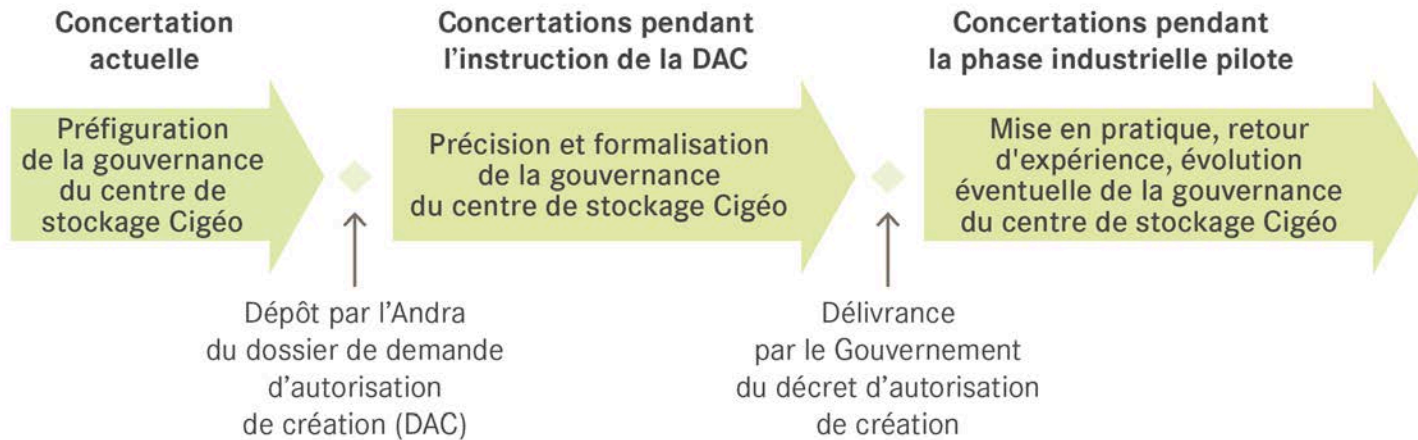 Concertation
actuelle
Concertations pendant
l'instruction de la DAC
Concertations pendant
la phase industrielle pilote
Préfiguration
de la gouvernance
du centre de
stockage Cigéo
Précision et formalisation
de la gouvernance
du centre de stockage Cigéo
Mise en pratique, retour
d'expérience, évolution
éventuelle de la gouvernance
du centre de stockage Cigéo
Dépôt par l'Andra
du dossier de demande
d'autorisation
de création (DAC)
Délivrance
par le Gouvernement
du décret d'autorisation
de création